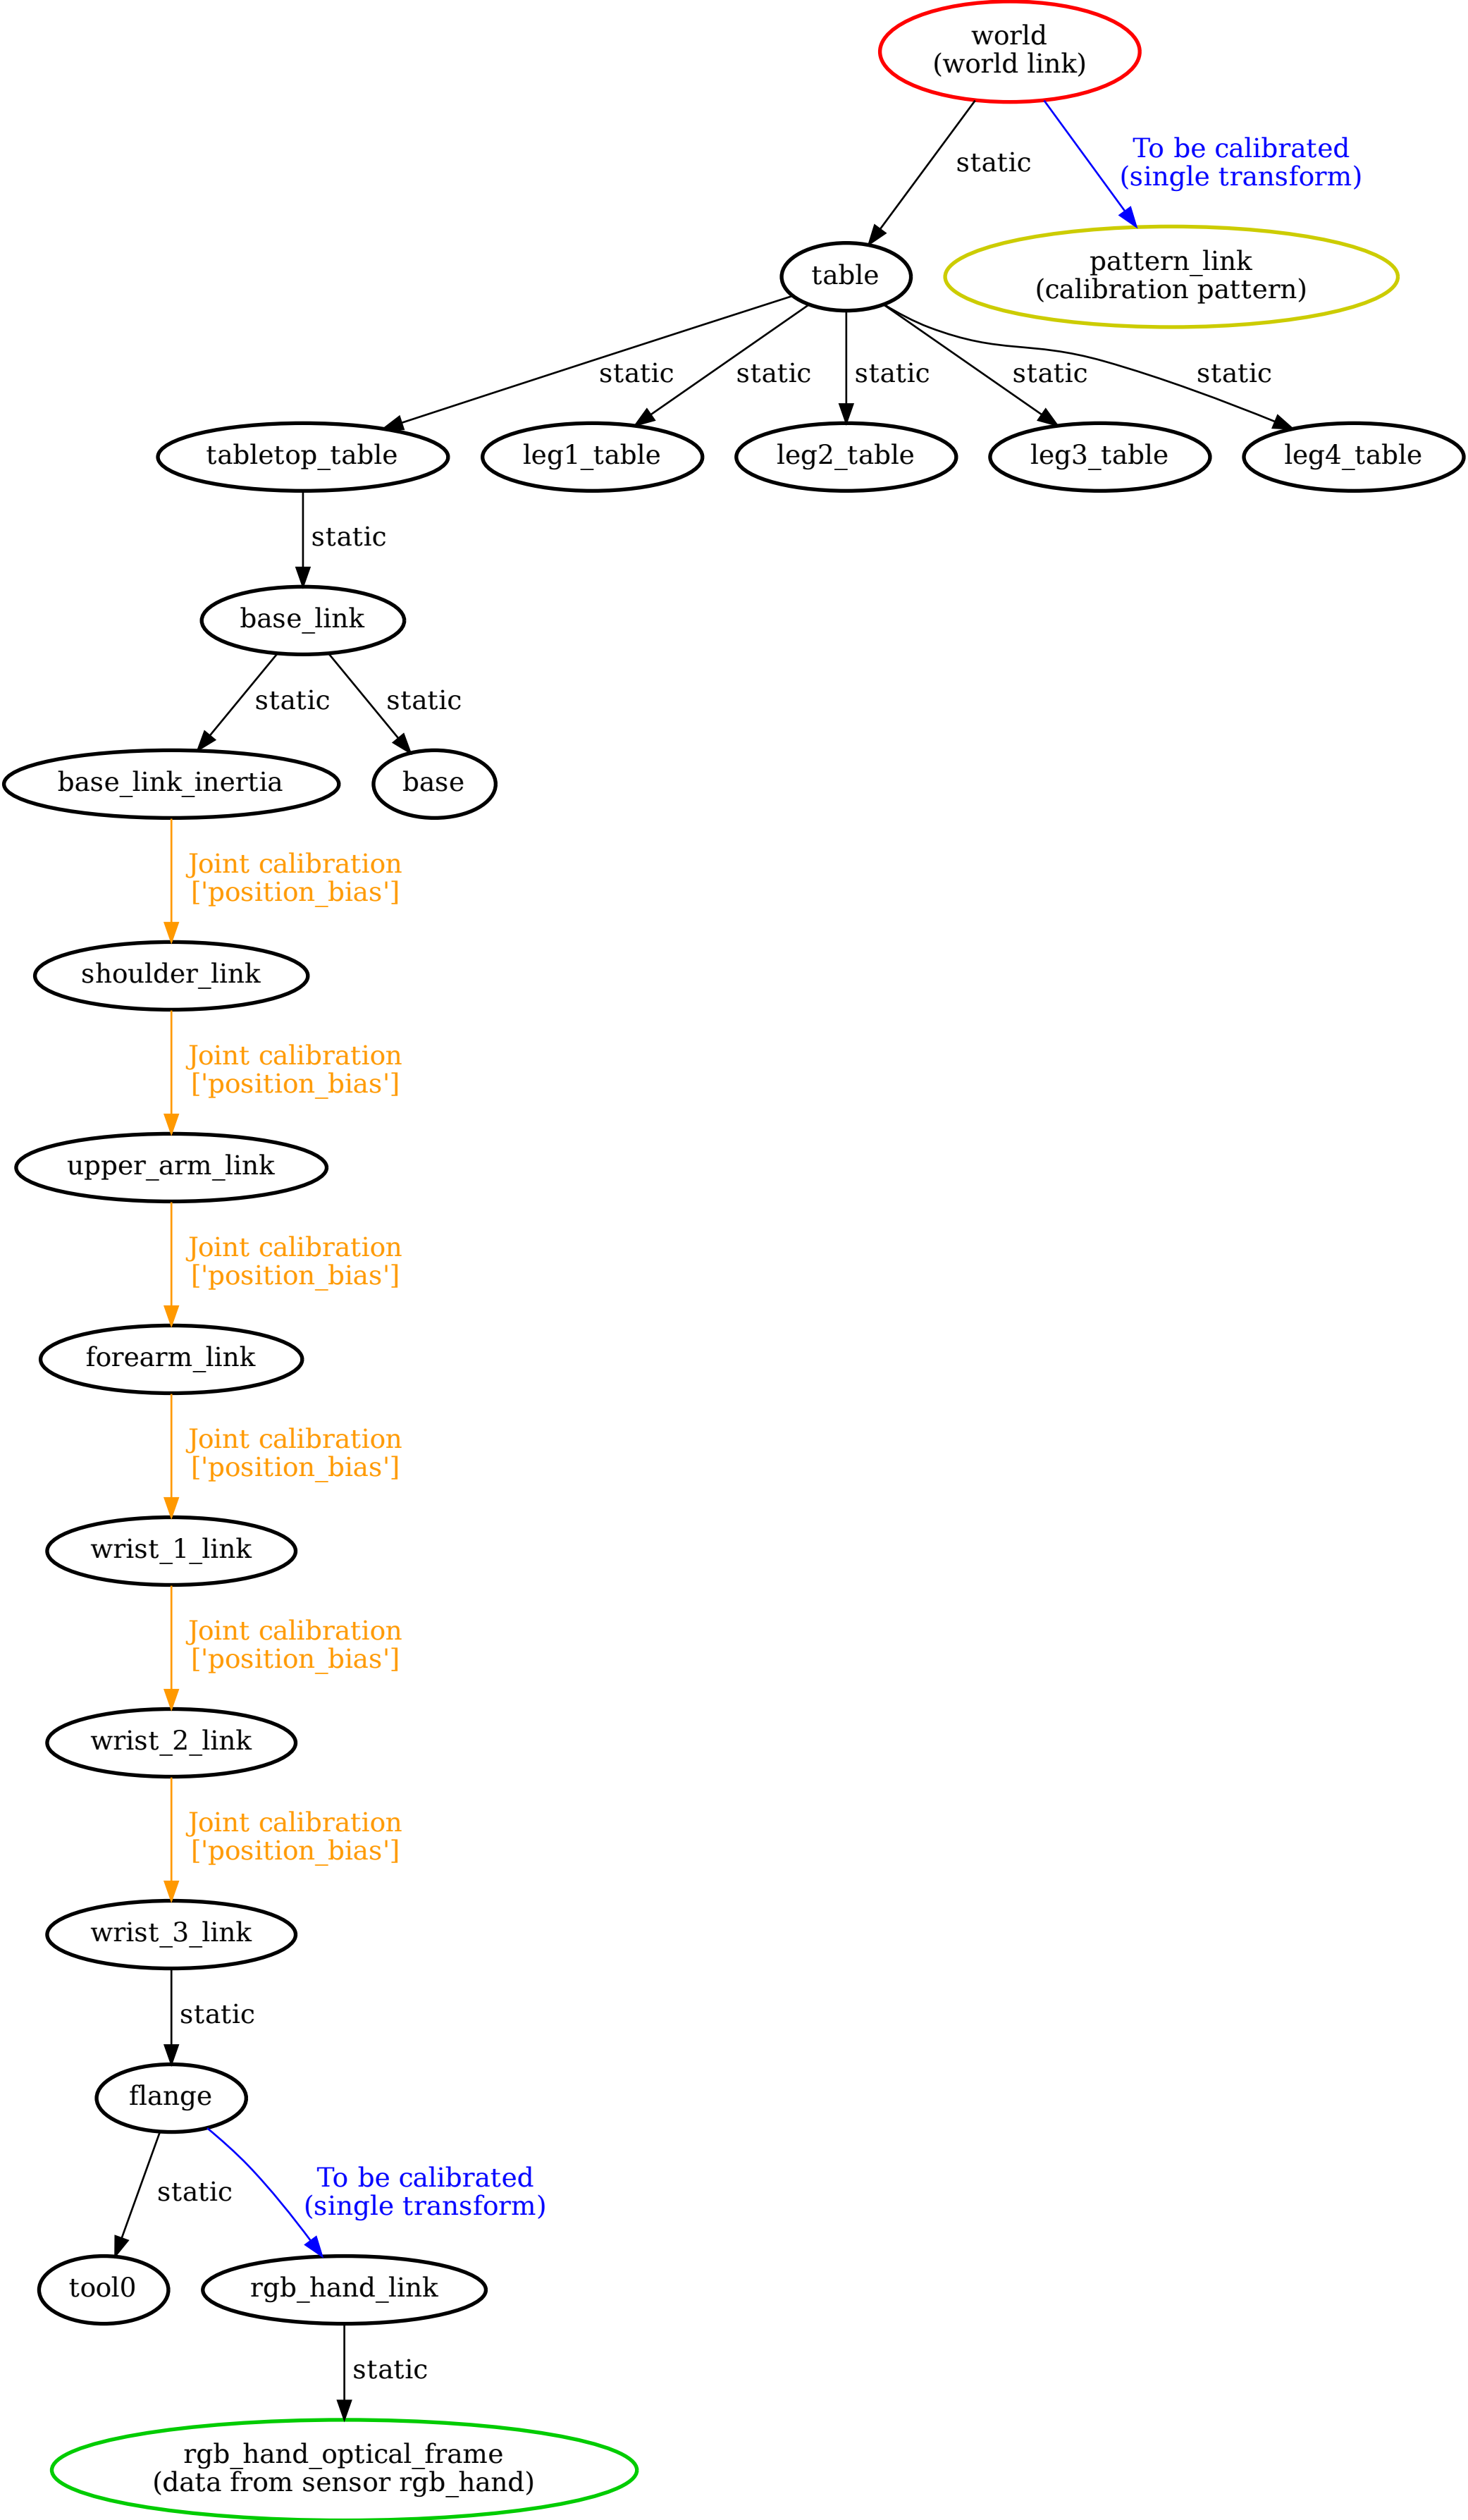 world
(world link)
static
To be calibrated
(single transform)
table
pattern_link
(calibration pattern)
static
static
static
static
static
tabletop_table
leg1_table
leg2_table
leg3_table
leg4_table
static
base_link
static
static
base_link_inertia
base
Joint calibration
['position_bias']
shoulder_link
Joint calibration
['position_bias']
upper_arm_link
Joint calibration
['position_bias']
forearm_link
Joint calibration
['position_bias']
wrist_1_link
Joint calibration
['position_bias']
wrist_2_link
Joint calibration
['position_bias']
wrist_3_link
static
flange
static
To be calibrated
(single transform)
tool0
rgb_hand_link
static
rgb_hand_optical_frame
(data from sensor rgb_hand)